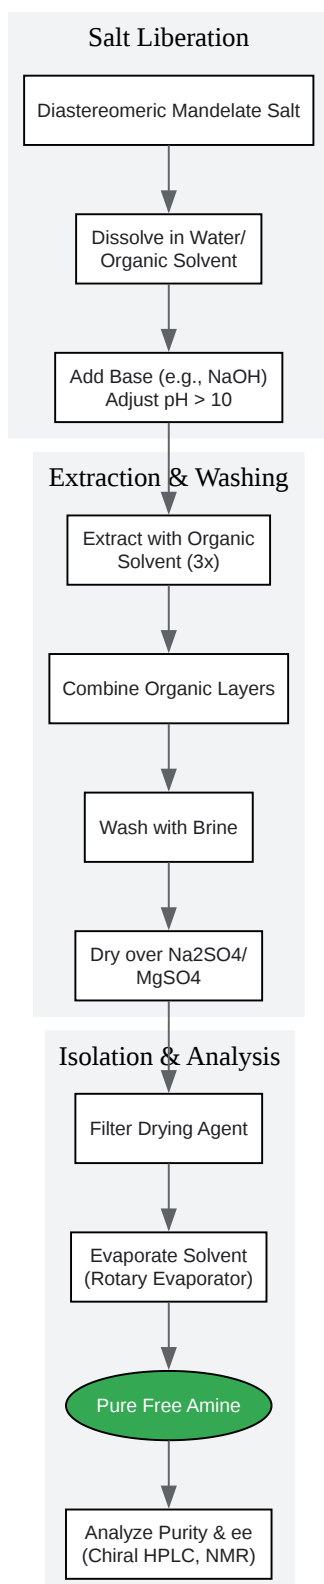 Salt Liberation
Diastereomeric Mandelate Salt
Dissolve in Water/
Organic Solvent
Add Base (e.g., NaOH)
Adjust pH > 10
Extraction & Washing
Extract with Organic
Solvent (3x)
Combine Organic Layers
Wash with Brine
Dry over Na2SO4/
MgSO4
Isolation & Analysis
Filter Drying Agent
Evaporate Solvent
(Rotary Evaporator)
Pure Free Amine
Analyze Purity & ee
(Chiral HPLC, NMR)